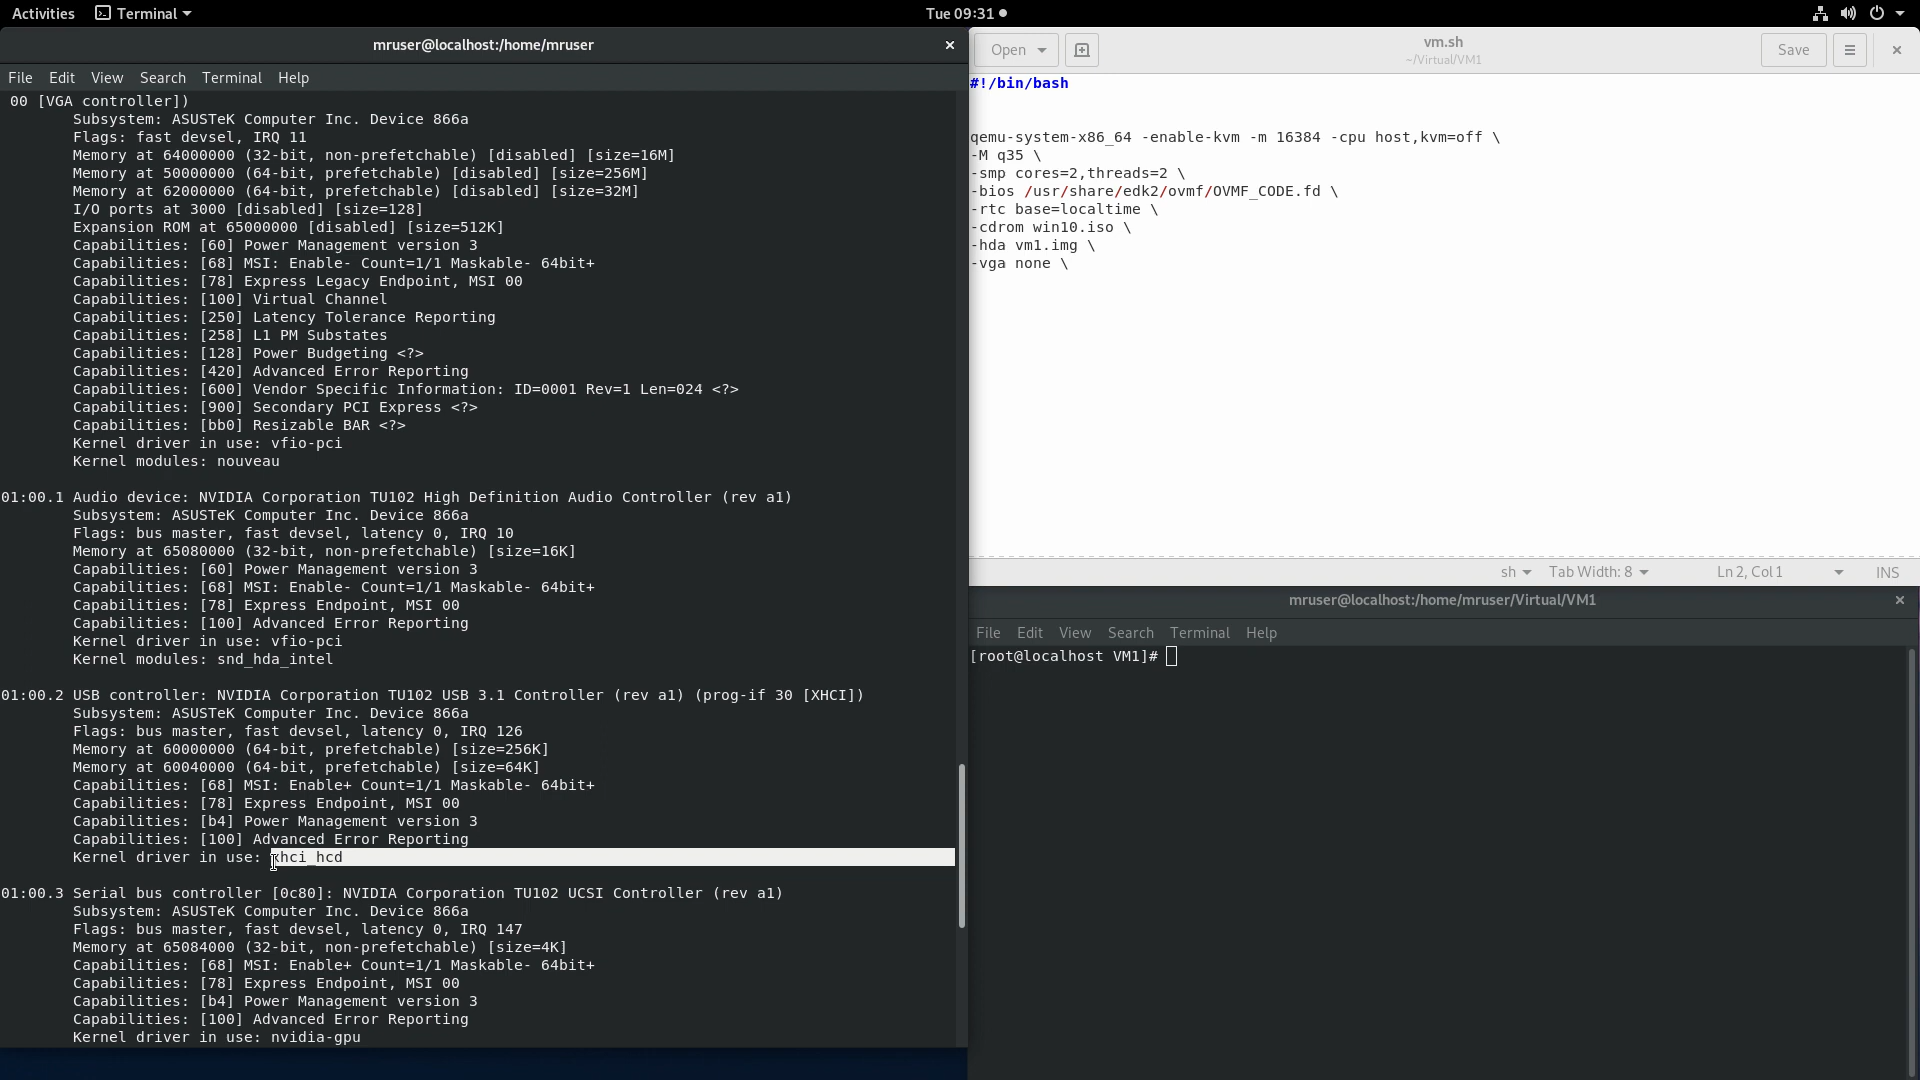 Activities Terminal Tue 09:31
mruser@localhost:/home/mruser
File Edit View Search Terminal Help
00 [VGA controller])
Subsystem: ASUSTeK Computer Inc. Device 866a
Flags: fast devsel, IRQ 11
Memory at 64000000 (32-bit, non-prefetchable) [disabled] [size=16M]
Memory at 50000000 (64-bit, prefetchable) [disabled] [size=256M]
Memory at 62000000 (64-bit, prefetchable) [disabled] [size=32M]
I/O ports at 3000 [disabled] [size=128]
Expansion ROM at 65000000 [disabled] [size=512K]
Capabilities: [60] Power Management version 3
Capabilities: [68] MSI: Enable- Count=1/1 Maskable- 64bit+
Capabilities: [78] Express Legacy Endpoint, MSI 00
Capabilities: [100] Virtual Channel
Capabilities: [250] Latency Tolerance Reporting
Capabilities: [258] L1 PM Substates
Capabilities: [128] Power Budgeting <?>
Capabilities: [420] Advanced Error Reporting
Capabilities: [600] Vendor Specific Information: ID=0001 Rev=1 Len=024 <?>
Capabilities: [900] Secondary PCI Express <?>
Capabilities: [bb0] Resizable BAR <?>
Kernel driver in use: vfio-pci
Kernel modules: nouveau
01:00.1 Audio device: NVIDIA Corporation TU102 High Definition Audio Controller (rev a1)
Subsystem: ASUSTeK Computer Inc. Device 866a
Flags: bus master, fast devsel, latency 0, IRQ 10
Memory at 65080000 (32-bit, non-prefetchable) [size=16K]
Capabilities: [60] Power Management version 3
Capabilities: [68] MSI: Enable- Count=1/1 Maskable- 64bit+
Capabilities: [78] Express Endpoint, MSI 00
Capabilities: [100] Advanced Error Reporting
Kernel driver in use: vfio-pci
Kernel modules: snd_hda_intel
01:00.2 USB controller: NVIDIA Corporation TU102 USB 3.1 Controller (rev a1) (prog-if 30 [XHCI])
Subsystem: ASUSTeK Computer Inc. Device 866a
Flags: bus master, fast devsel, latency 0, IRQ 126
Memory at 60000000 (64-bit, prefetchable) [size=256K]
Memory at 60040000 (64-bit, prefetchable) [size=64K]
Capabilities: [68] MSI: Enable+ Count=1/1 Maskable- 64bit+
Capabilities: [78] Express Endpoint, MSI 00
Capabilities: [b4] Power Management version 3
Capabilities: [100] Advanced Error Reporting
Kernel driver in use: xhci_hcd
01:00.3 Serial bus controller [0c80]: NVIDIA Corporation TU102 UCSI Controller (rev a1)
Subsystem: ASUSTeK Computer Inc. Device 866a
Flags: bus master, fast devsel, latency 0, IRQ 147
Memory at 65084000 (32-bit, non-prefetchable) [size=4K]
Capabilities: [68] MSI: Enable+ Count=1/1 Maskable- 64bit+
Capabilities: [78] Express Endpoint, MSI 00
Capabilities: [b4] Power Management version 3
Capabilities: [100] Advanced Error Reporting
Kernel driver in use: nvidia-gpu
Open vm.sh Save
~/Virtual/VM1
#!/bin/bash
qemu-system-x86_64 -enable-kvm -m 16384 -cpu host,kvm=off \
-M q35 \
-smp cores=2,threads=2 \
-bios /usr/share/edk2/ovmf/OVMF_CODE.fd \
-rtc base=localtime \
-cdrom win10.iso \
-hda vm1.img \
-vga none \
sh Tab Width: 8 Ln 2, Col 1 INS
mruser@localhost:/home/mruser/Virtual/VM1
File Edit View Search Terminal Help
[root@localhost VM1]#